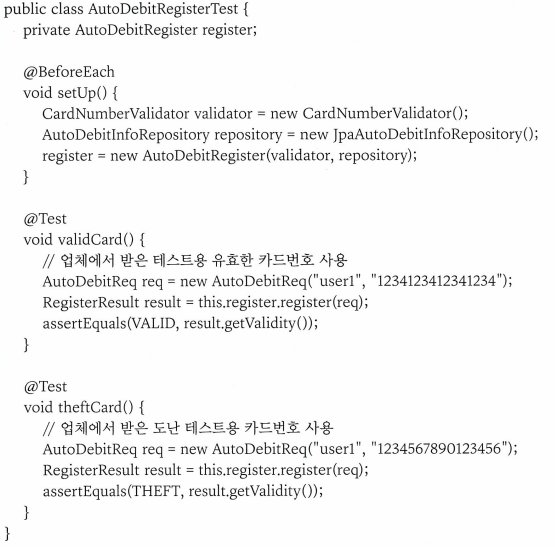 public class AutoDebitRegisterTest {
private AutoDebitRegister register;
@BeforeEach
void setUp() {
CardNumberValidator validator = new CardNumberValidator();
AutoDebitInfoRepository repository = new JpaAutoDebitInfoRepository();
register = new AutoDebitRegister(validator, repository);
}
@Test
void validCard() {
// 업체에서 받은 테스트용 유효한 카드번호 사용
AutoDebitReq req = new AutoDebitReq("user1", "1234123412341234");
RegisterResult result = this.register.register(req);
assertEquals(VALID, result.getValidity());
}
@Test
void theftCard() {
// 업체에서 받은 도난 테스트용 카드번호 사용
AutoDebitReq req = new AutoDebitReq("user1", "1234567890123456");
RegisterResult result = this.register.register(req);
assertEquals(THEFT, result.getValidity());
}
}